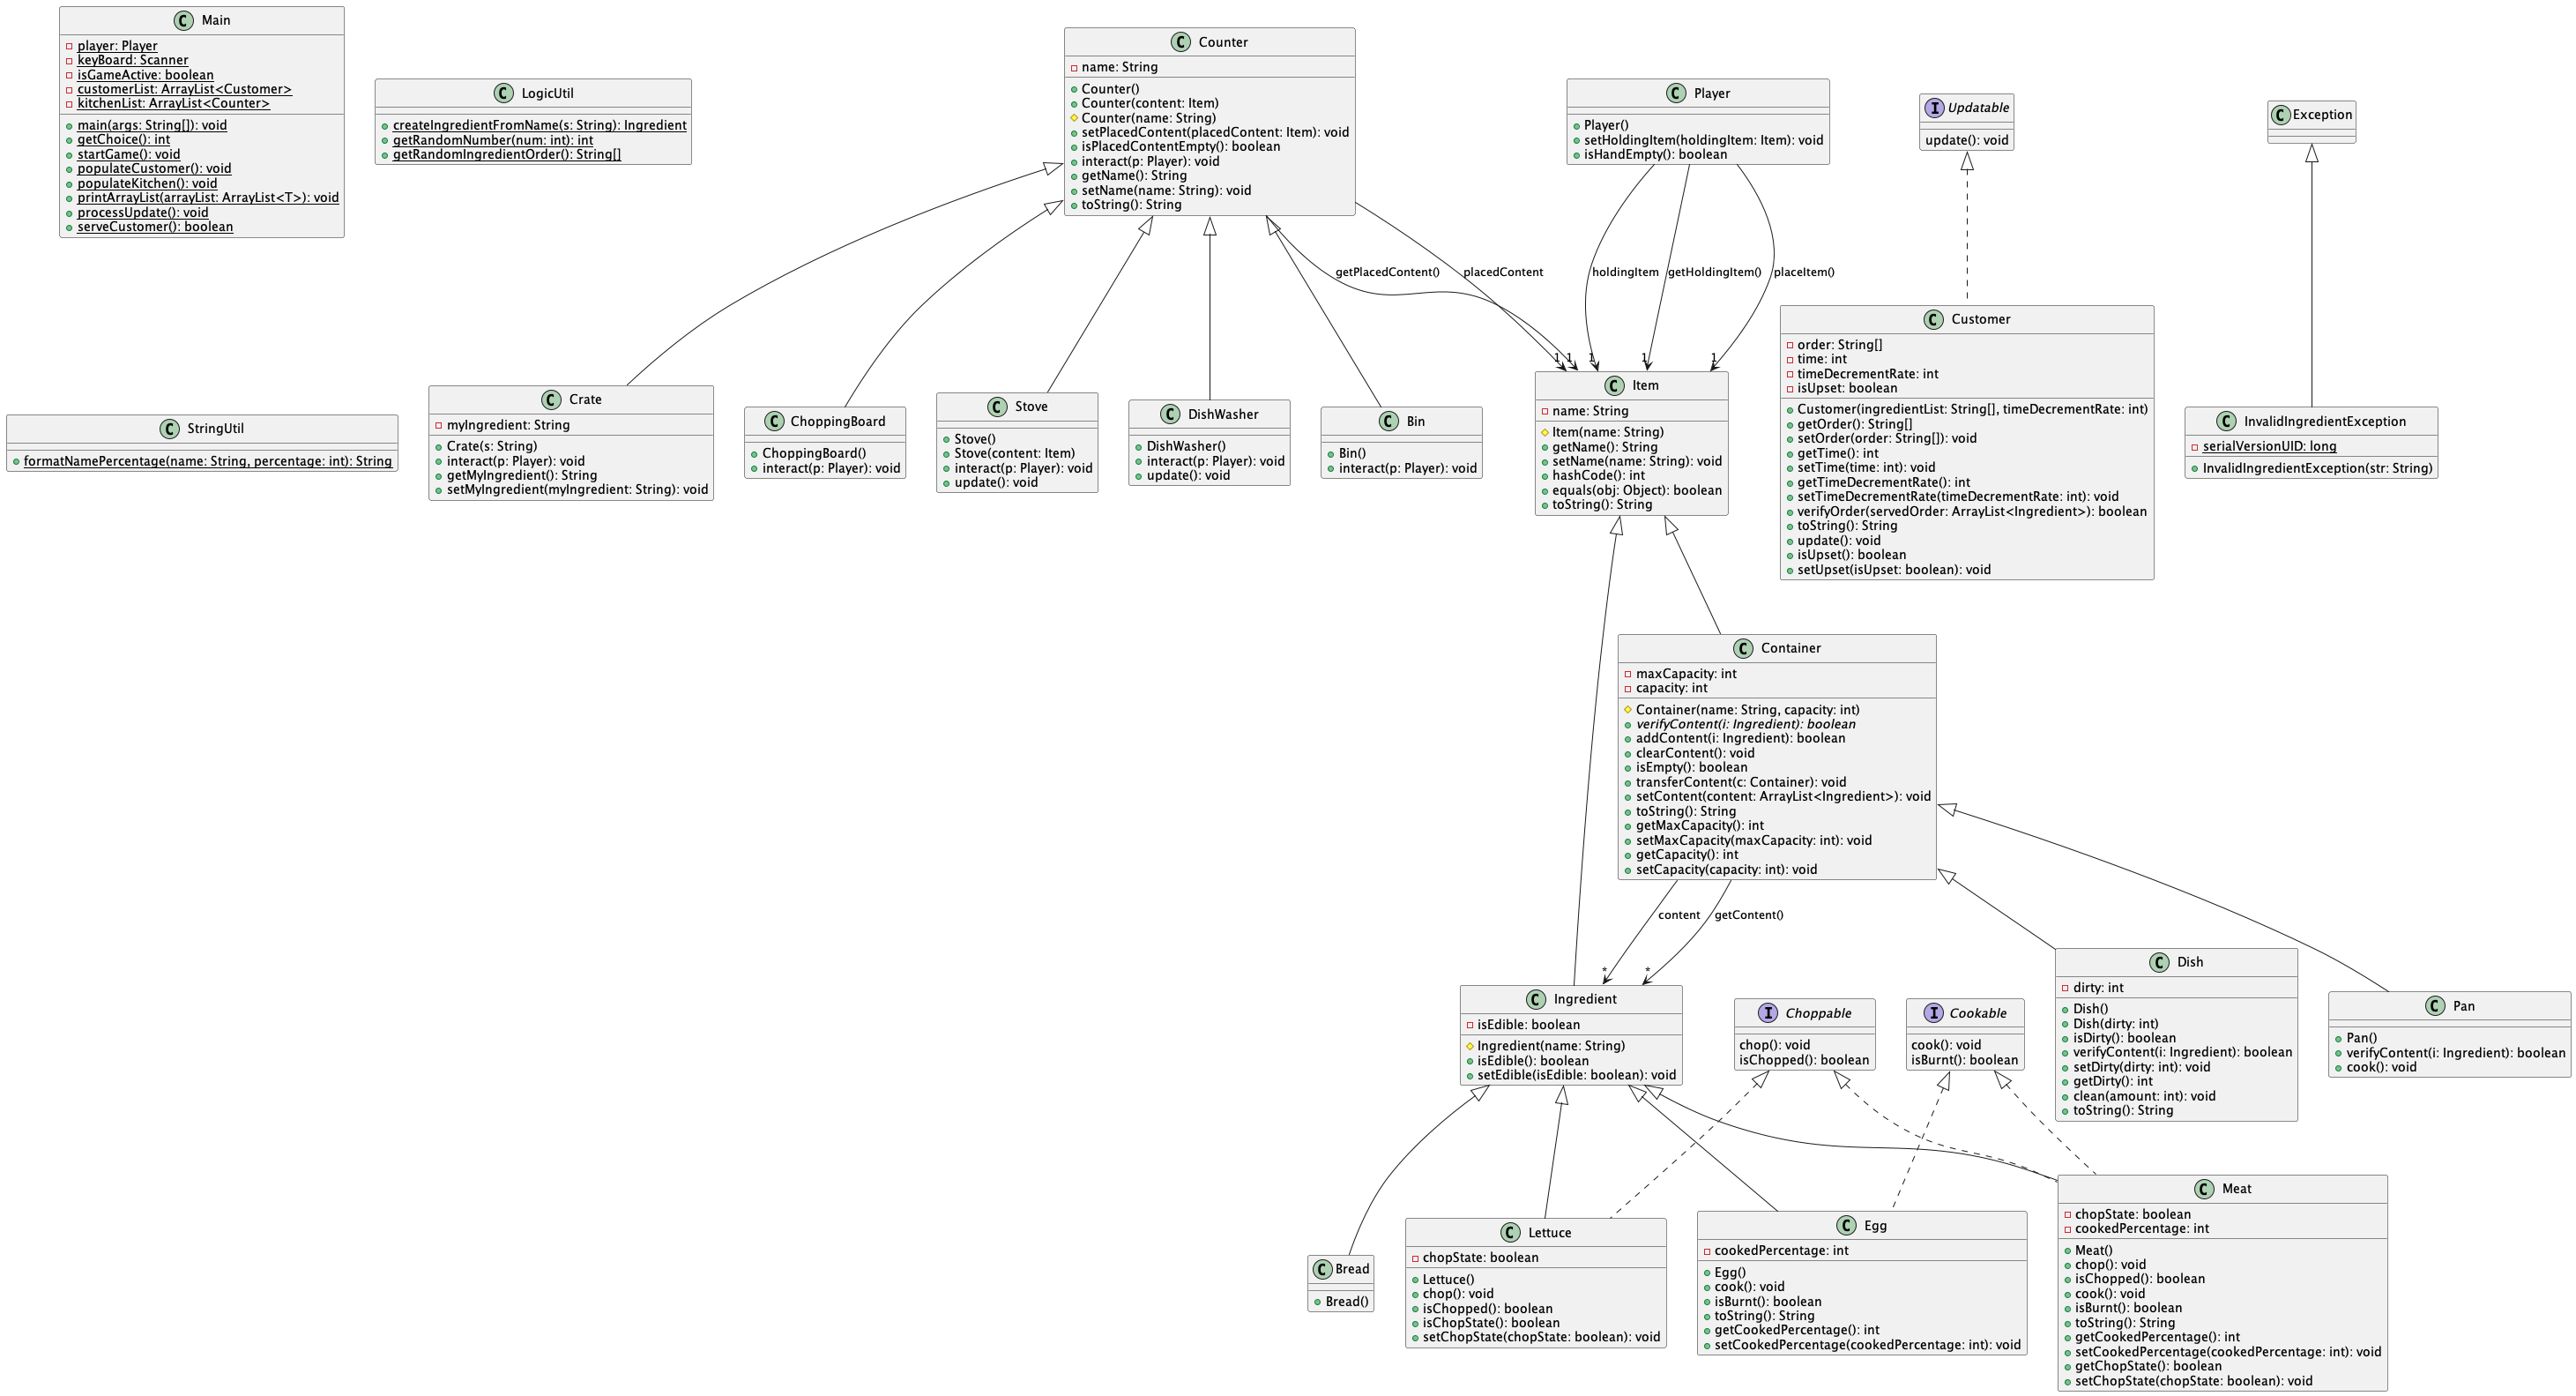 C Main
player: Player
keyBoard: Scanner
isGameActive: boolean
customerList: ArrayList<Customer>
kitchenList: ArrayList<Counter>
main(args: String[]): void
getChoice(): int
startGame(): void
populateCustomer(): void
populateKitchen(): void
printArrayList(arrayList: ArrayList<T>): void
processUpdate(): void
serveCustomer(): boolean
C LogicUtil
createIngredientFromName(s: String): Ingredient
getRandomNumber(num: int): int
getRandomIngredientOrder(): String[]
C Counter
name: String
Counter()
Counter(content: Item)
Counter(name: String)
setPlacedContent(placedContent: Item): void
isPlacedContentEmpty(): boolean
interact(p: Player): void
getName(): String
setName(name: String): void
toString(): String
C Player
Player()
setHoldingItem(holdingItem: Item): void
isHandEmpty(): boolean
I Updatable
update(): void
C Exception
getPlacedContent()
placedContent
holdingItem
getHoldingItem()
placeItem()
1
1
1
1
1
C StringUtil
formatNamePercentage(name: String, percentage: int): String
C Crate
myIngredient: String
Crate(s: String)
interact(p: Player): void
getMyIngredient(): String
setMyIngredient(myIngredient: String): void
C ChoppingBoard
ChoppingBoard()
interact(p: Player): void
C Stove
Stove()
Stove(content: Item)
interact(p: Player): void
update(): void
C DishWasher
DishWasher()
interact(p: Player): void
update(): void
C Bin
Bin()
interact(p: Player): void
C Item
name: String
Item(name: String)
getName(): String
setName(name: String): void
hashCode(): int
equals(obj: Object): boolean
toString(): String
C Customer
order: String[]
time: int
timeDecrementRate: int
isUpset: boolean
Customer(ingredientList: String[], timeDecrementRate: int)
getOrder(): String[]
setOrder(order: String[]): void
getTime(): int
setTime(time: int): void
getTimeDecrementRate(): int
setTimeDecrementRate(timeDecrementRate: int): void
verifyOrder(servedOrder: ArrayList<Ingredient>): boolean
toString(): String
update(): void
isUpset(): boolean
setUpset(isUpset: boolean): void
C InvalidIngredientException
serialVersionUID: long
InvalidIngredientException(str: String)
C Container
maxCapacity: int
capacity: int
Container(name: String, capacity: int)
verifyContent(i: Ingredient): boolean
addContent(i: Ingredient): boolean
clearContent(): void
isEmpty(): boolean
transferContent(c: Container): void
setContent(content: ArrayList<Ingredient>): void
toString(): String
getMaxCapacity(): int
setMaxCapacity(maxCapacity: int): void
getCapacity(): int
setCapacity(capacity: int): void
content
getContent()
*
*
C Ingredient
isEdible: boolean
Ingredient(name: String)
isEdible(): boolean
setEdible(isEdible: boolean): void
I Choppable
chop(): void
isChopped(): boolean
I Cookable
cook(): void
isBurnt(): boolean
C Dish
dirty: int
Dish()
Dish(dirty: int)
isDirty(): boolean
verifyContent(i: Ingredient): boolean
setDirty(dirty: int): void
getDirty(): int
clean(amount: int): void
toString(): String
C Pan
Pan()
verifyContent(i: Ingredient): boolean
cook(): void
C Bread
Bread()
C Lettuce
chopState: boolean
Lettuce()
chop(): void
isChopped(): boolean
isChopState(): boolean
setChopState(chopState: boolean): void
C Egg
cookedPercentage: int
Egg()
cook(): void
isBurnt(): boolean
toString(): String
getCookedPercentage(): int
setCookedPercentage(cookedPercentage: int): void
C Meat
chopState: boolean
cookedPercentage: int
Meat()
chop(): void
isChopped(): boolean
cook(): void
isBurnt(): boolean
toString(): String
getCookedPercentage(): int
setCookedPercentage(cookedPercentage: int): void
getChopState(): boolean
setChopState(chopState: boolean): void